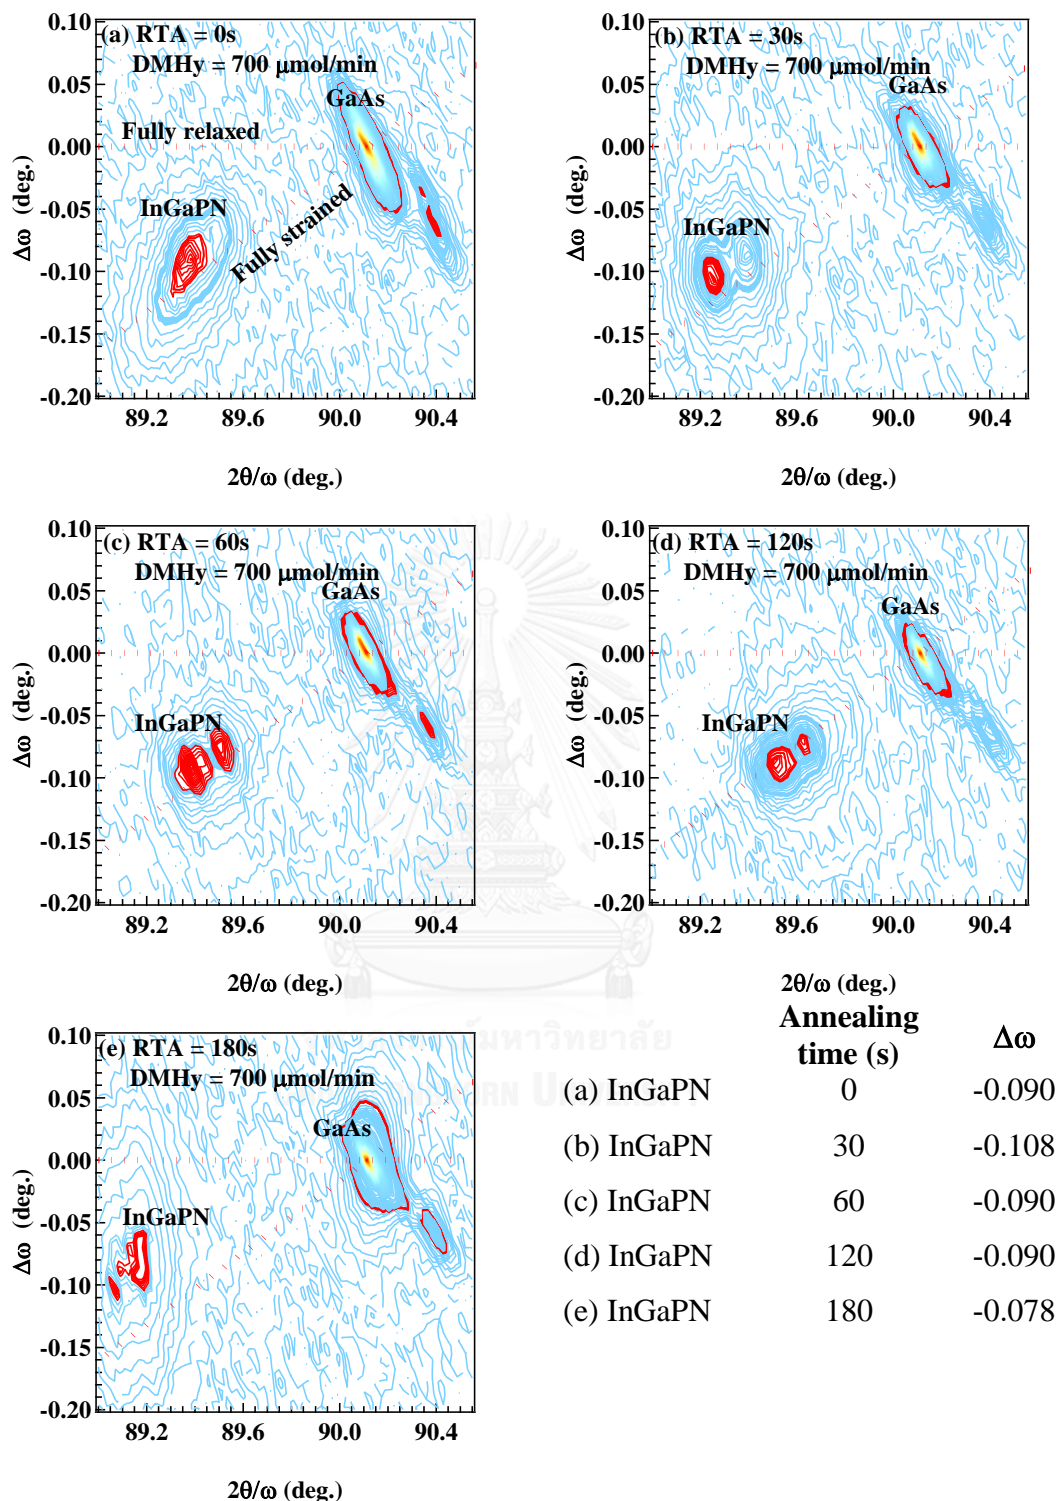 (a) RTA = 0s
DMHy = 700 μmol/min
GaAs
Fully relaxed
InGaPN
Fully strained
0.10
0.05
0.00
-0.05
-0.10
-0.15
-0.20
Δω (deg.)
89.2 89.6 90.0 90.4
2θ/ω (deg.)
(b) RTA = 30s
DMHy = 700 μmol/min
GaAs
InGaPN
0.10
0.05
0.00
-0.05
-0.10
-0.15
-0.20
Δω (deg.)
89.2 89.6 90.0 90.4
2θ/ω (deg.)
(c) RTA = 60s
DMHy = 700 μmol/min
GaAs
InGaPN
0.10
0.05
0.00
-0.05
-0.10
-0.15
-0.20
Δω (deg.)
89.2 89.6 90.0 90.4
2θ/ω (deg.)
(d) RTA = 120s
DMHy = 700 μmol/min
GaAs
InGaPN
0.10
0.05
0.00
-0.05
-0.10
-0.15
-0.20
Δω (deg.)
89.2 89.6 90.0 90.4
2θ/ω (deg.)
(e) RTA = 180s
DMHy = 700 μmol/min
GaAs
InGaPN
0.10
0.05
0.00
-0.05
-0.10
-0.15
-0.20
Δω (deg.)
89.2 89.6 90.0 90.4
2θ/ω (deg.)
Annealing
time (s) Δω
(a) InGaPN 0 -0.090
(b) InGaPN 30 -0.108
(c) InGaPN 60 -0.090
(d) InGaPN 120 -0.090
(e) InGaPN 180 -0.078